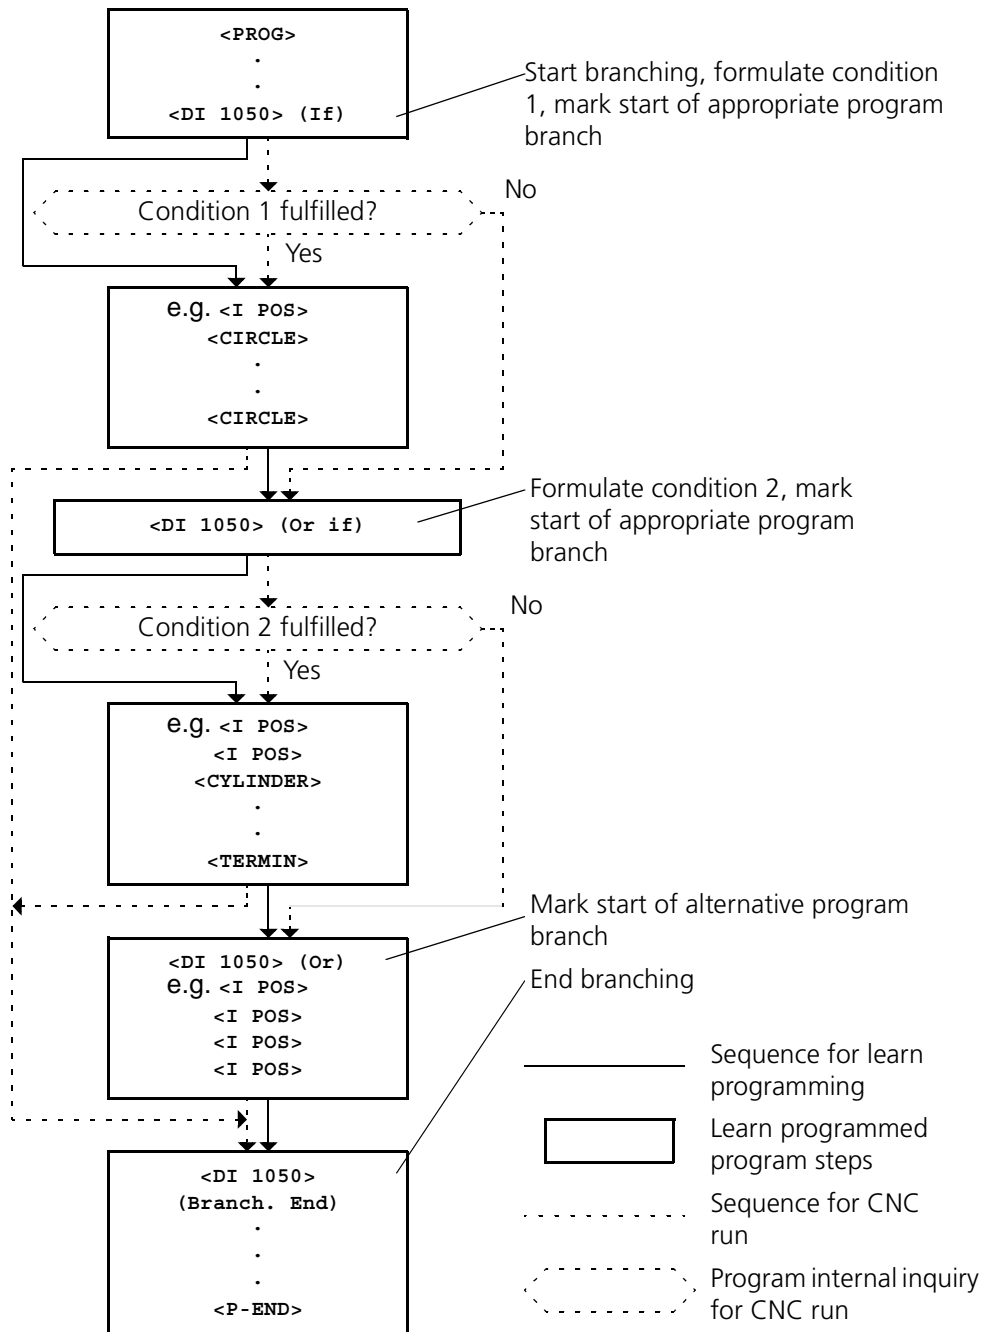 <PROG>
.
.
<DI 1050> (If)
Start branching, formulate condition
1, mark start of appropriate program
branch
No
Condition 1 fulfilled?
Yes
e.g. <I POS>
<CIRCLE>
.
.
<CIRCLE>
<DI 1050> (Or if)
Formulate condition 2, mark
start of appropriate program
branch
No
Condition 2 fulfilled?
Yes
e.g. <I POS>
<I POS>
<CYLINDER>
.
.
<TERMIN>
Mark start of alternative program
branch
<DI 1050> (Or)
e.g. <I POS>
<I POS>
<I POS>
<I POS>
End branching
Sequence for learn
programming
Learn programmed
program steps
<DI 1050>
(Branch. End)
.
.
.
<P-END>
Sequence for CNC
run
Program internal inquiry
for CNC run